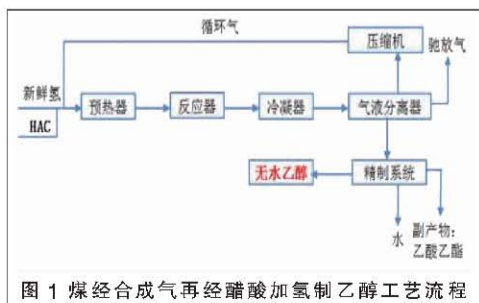 循环气
压缩机
驰放气
新鲜氢
HAC
预热器
反应器
冷凝器
气液分离器
无水乙醇
精制系统
水
副产物：
乙酸乙酯
图 1 煤经合成气再经醋酸加氢制乙醇工艺流程